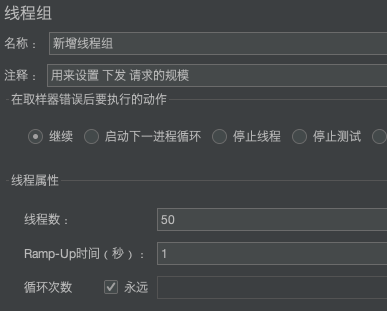 线程组
名称： 新增线程组
注释： 用来设置 下发 请求的规模
在取样器错误后要执行的动作
继续 启动下一进程循环 停止线程 停止测试
线程属性
线程数： 50
Ramp-Up时间（秒）： 1
循环次数 永远